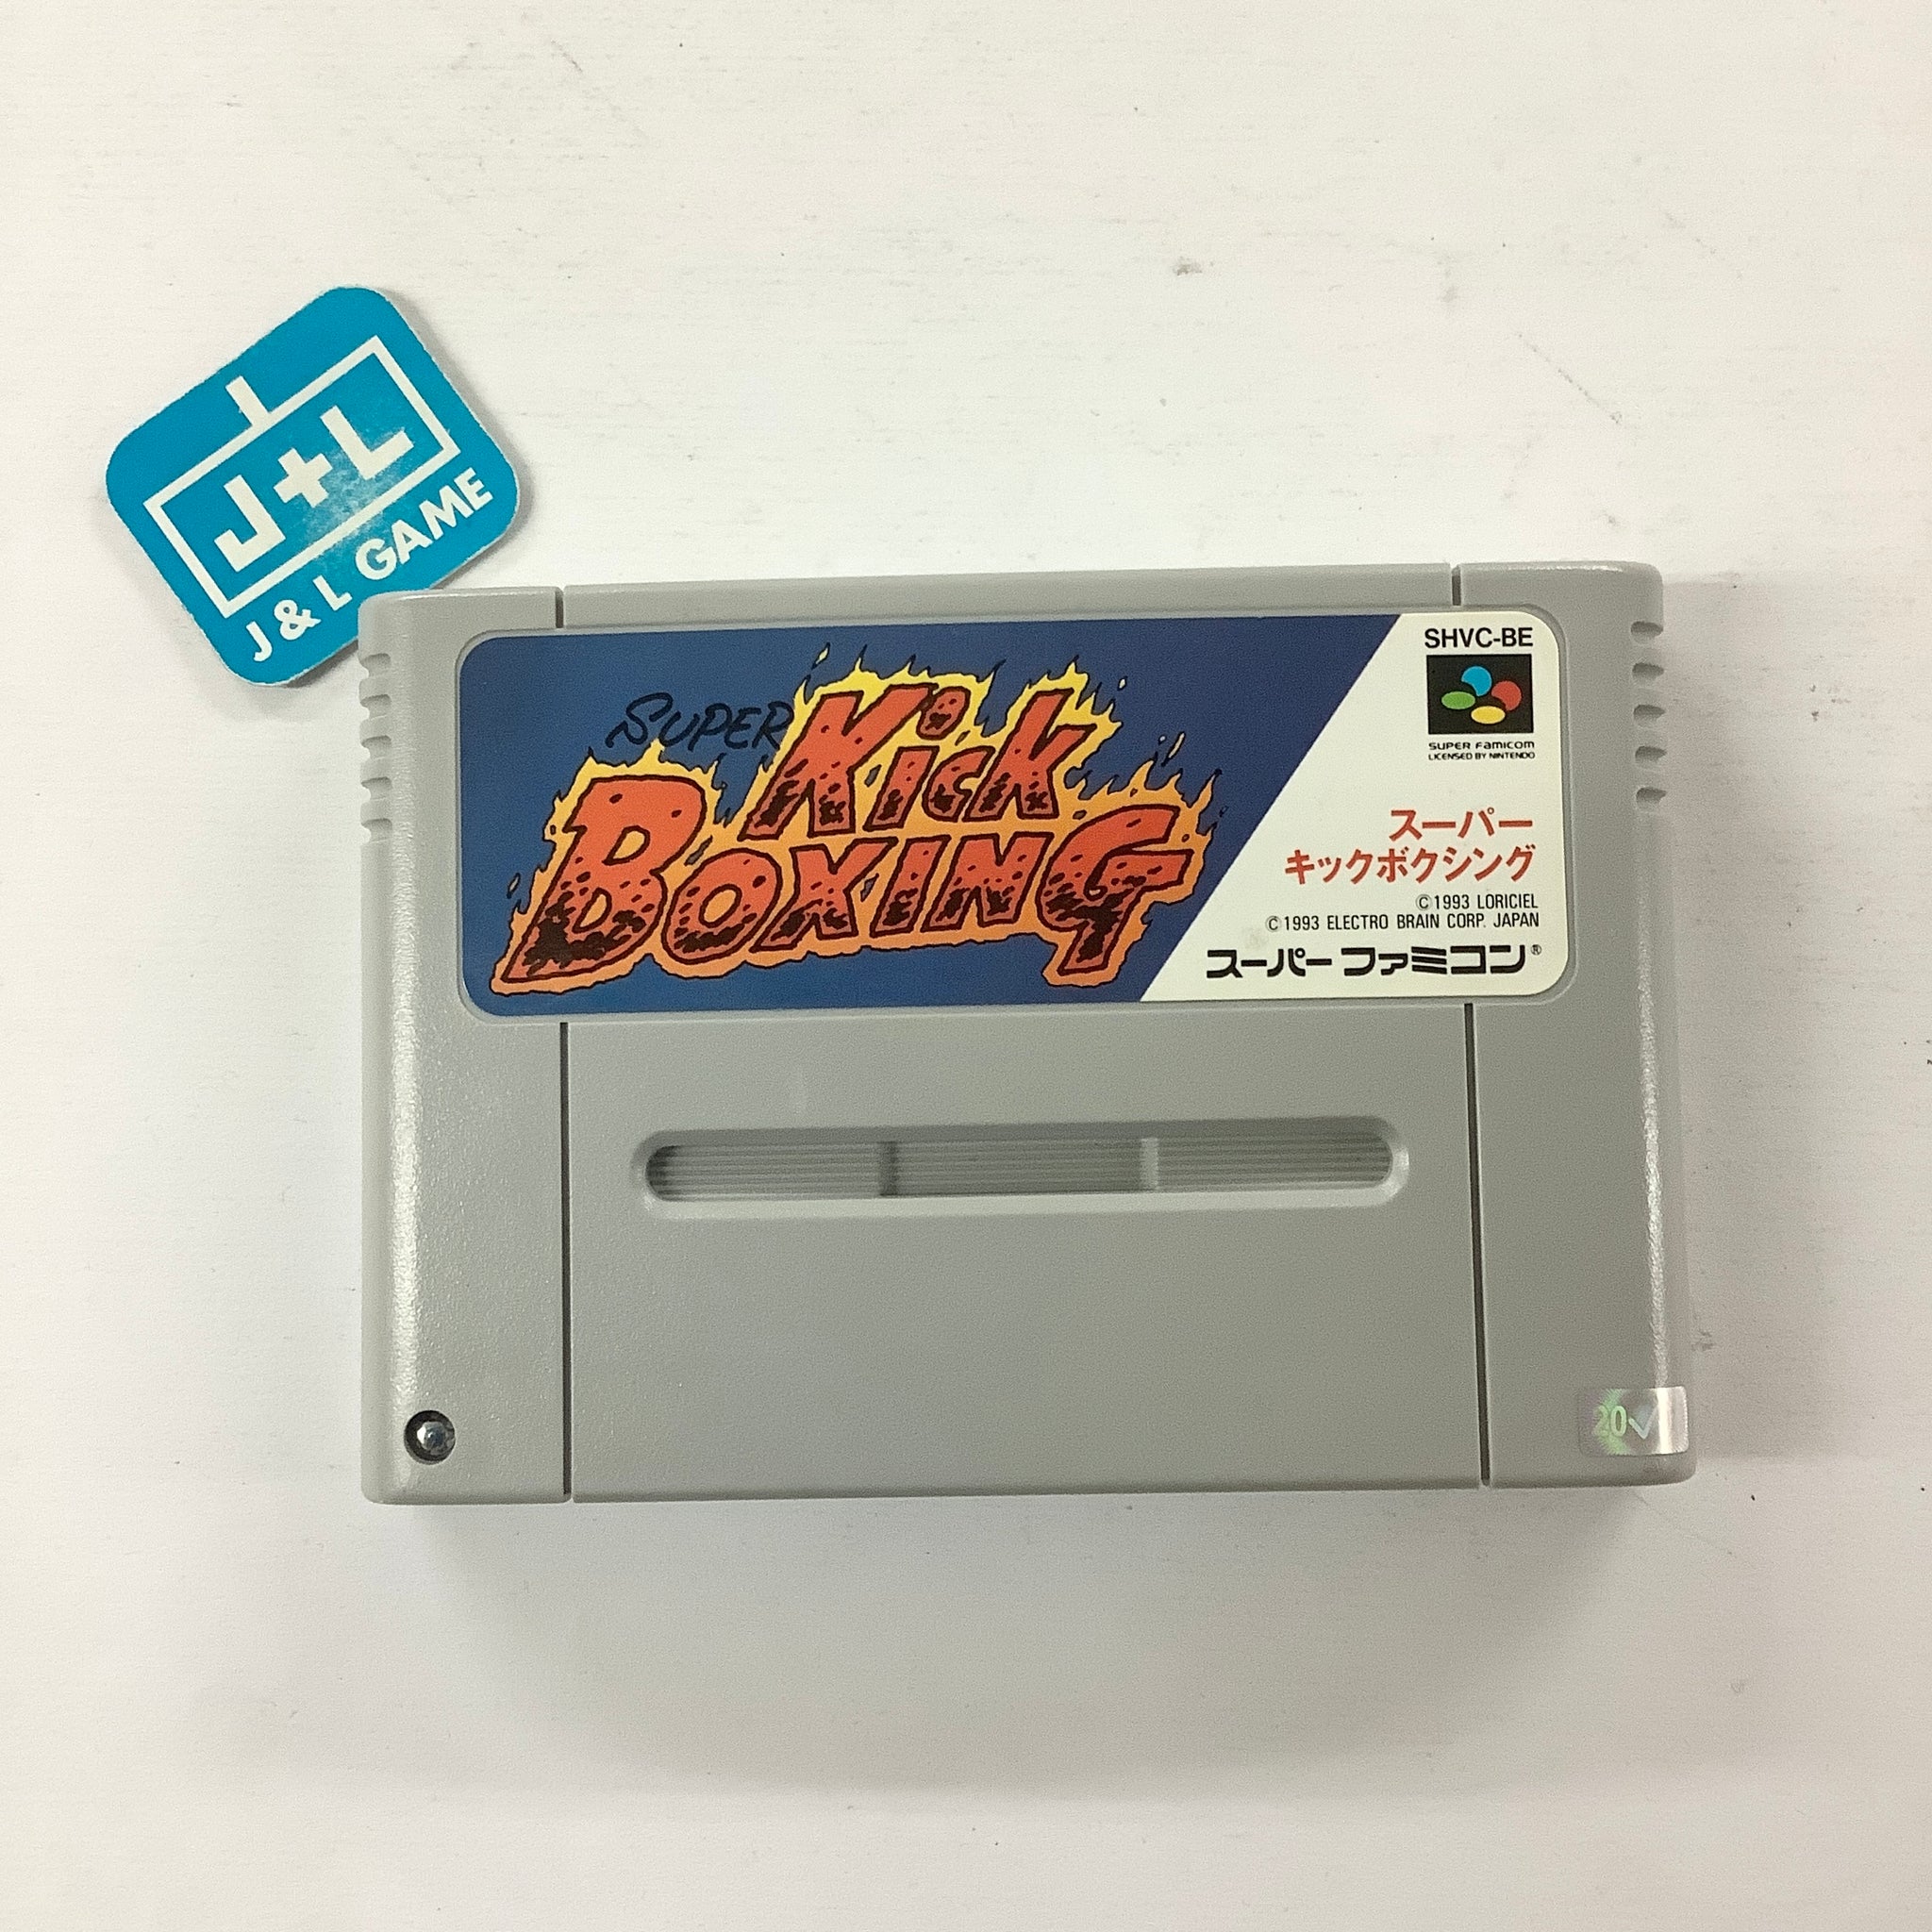 J+L
J & L GAME
SUPER
Kick
BOXING
SHVC-BE
SUPER FAMICOM
LICENSED BY NINTENDO
スーパー
キックボクシング
©1993 LORICIEL
©1993 ELECTRO BRAIN CORP. JAPAN
スーパーファミコン®
20✓